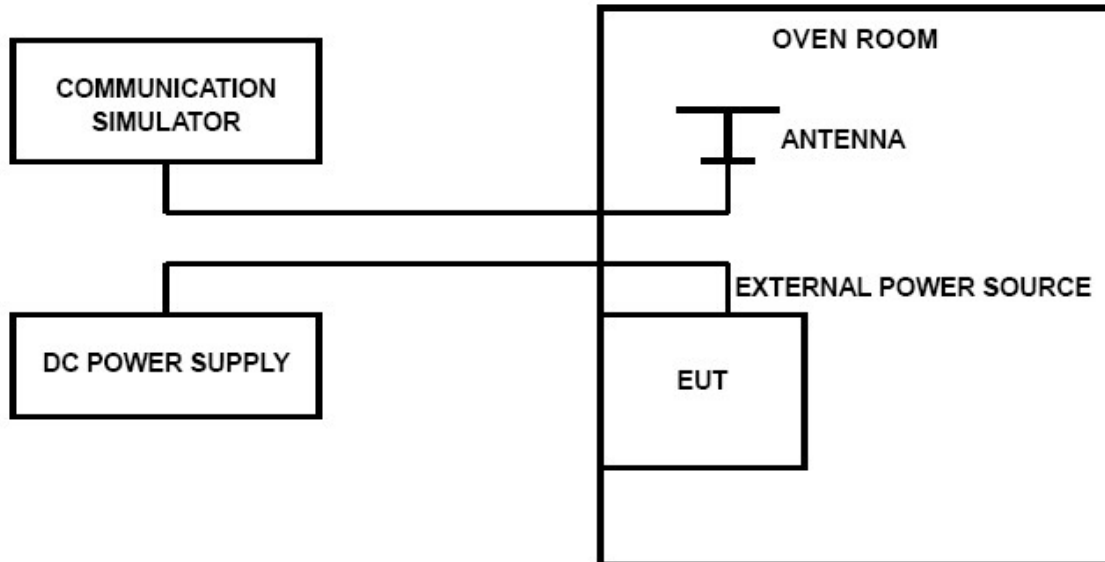 OVEN ROOM
COMMUNICATION
SIMULATOR
ANTENNA
EXTERNAL POWER SOURCE
DC POWER SUPPLY
EUT